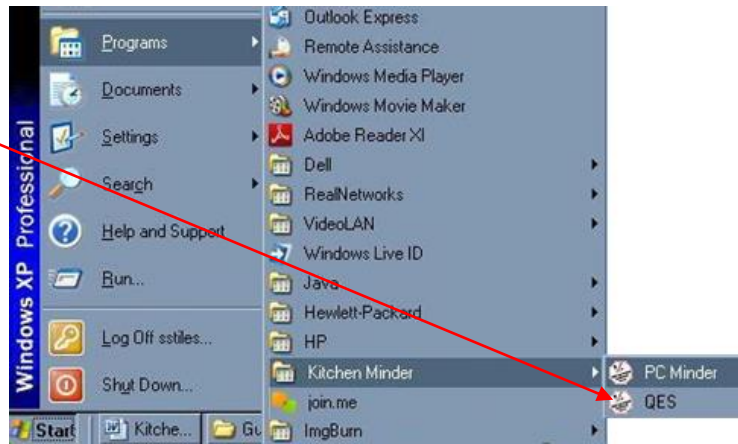 Windows XP Professional
Programs
Documents
Settings
Search
Help and Support
Run...
Log Off sstiles...
Shut Down...
Outlook Express
Remote Assistance
Windows Media Player
Windows Movie Maker
Adobe Reader XI
Dell
RealNetworks
VideoLAN
Windows Live ID
Java
Hewlett-Packard
HP
Kitchen Minder
join.me
ImgBurn
PC Minder
QES
Start
Kitche...
Gu